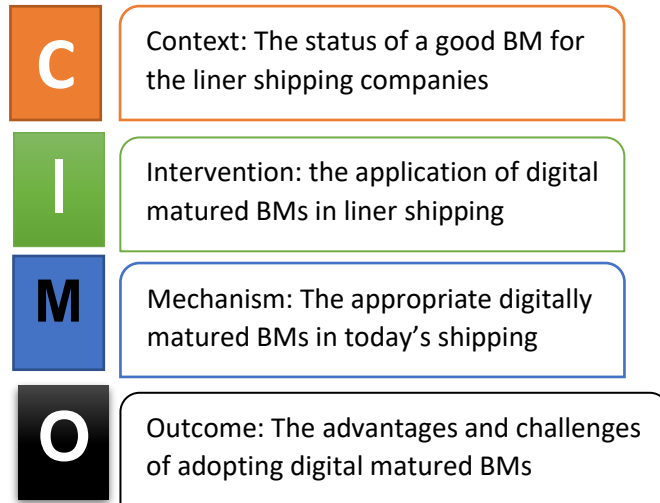 C
Context: The status of a good BM for
the liner shipping companies
I
Intervention: the application of digital
matured BMs in liner shipping
M
Mechanism: The appropriate digitally
matured BMs in today’s shipping
O
Outcome: The advantages and challenges
of adopting digital matured BMs